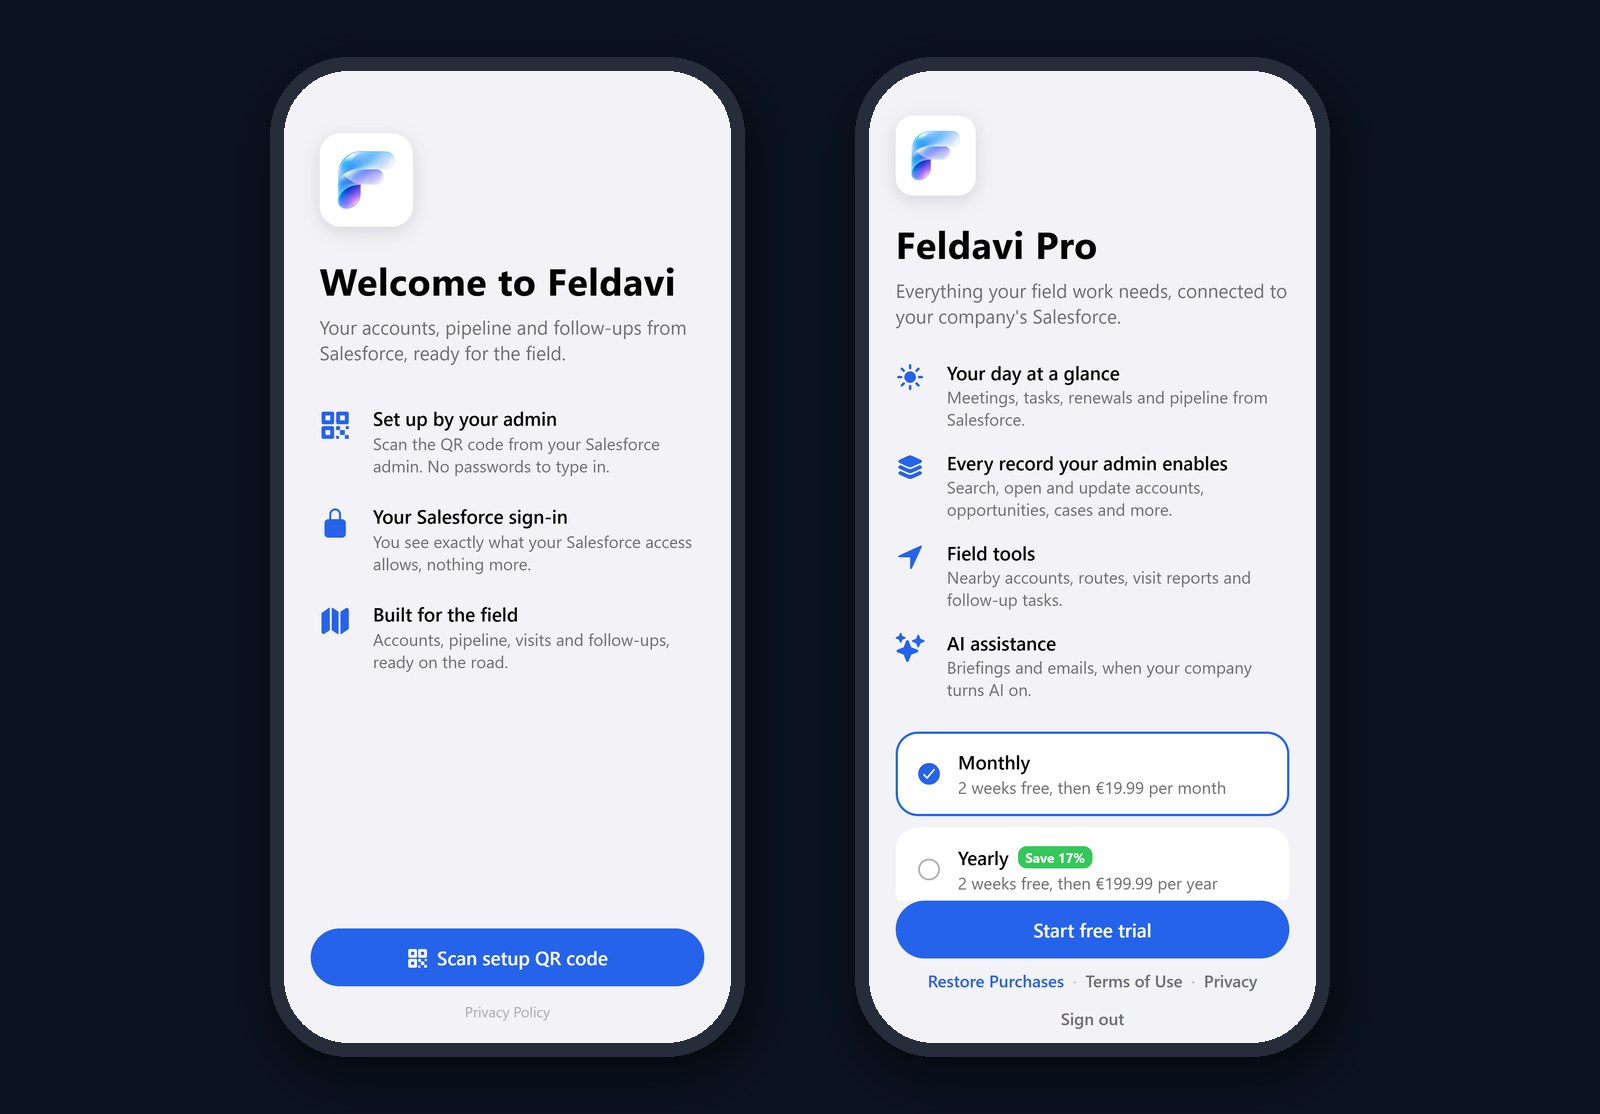 Welcome to Feldavi
Your accounts, pipeline and follow-ups from
Salesforce, ready for the field.
Set up by your admin
Scan the QR code from your Salesforce
admin. No passwords to type in.
Your Salesforce sign-in
You see exactly what your Salesforce access
allows, nothing more.
Built for the field
Accounts, pipeline, visits and follow-ups,
ready on the road.
Scan setup QR code
Privacy Policy
Feldavi Pro
Everything your field work needs, connected to
your company's Salesforce.
Your day at a glance
Meetings, tasks, renewals and pipeline from
Salesforce.
Every record your admin enables
Search, open and update accounts,
opportunities, cases and more.
Field tools
Nearby accounts, routes, visit reports and
follow-up tasks.
AI assistance
Briefings and emails, when your company
turns AI on.
Monthly
2 weeks free, then €19.99 per month
Yearly Save 17%
2 weeks free, then €199.99 per year
Start free trial
Restore Purchases · Terms of Use · Privacy
Sign out